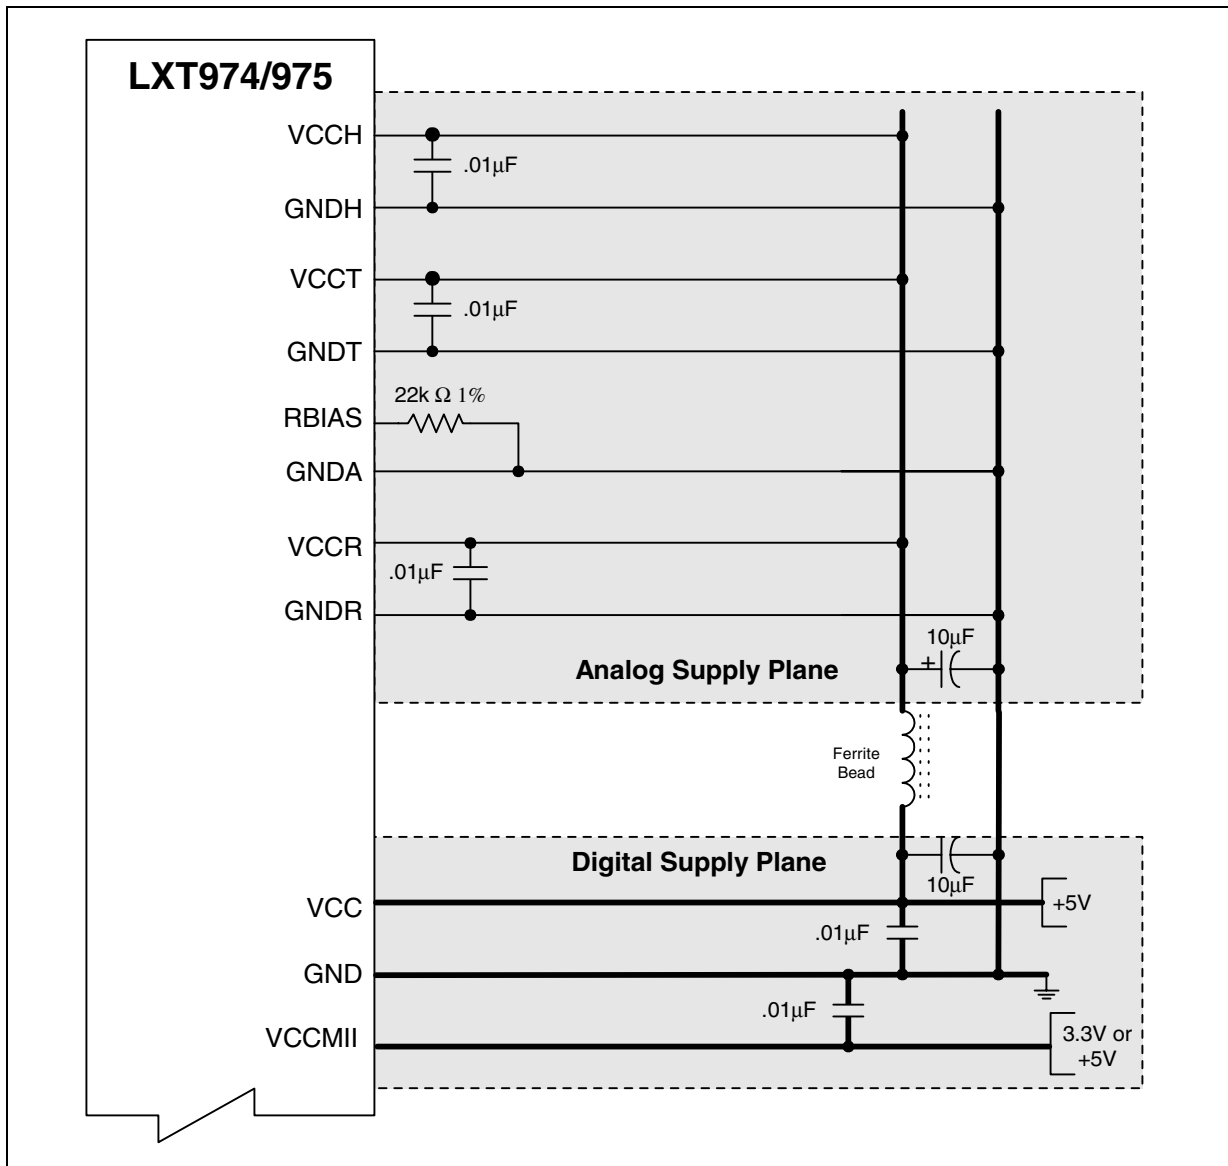 LXT974/975
VCCH
.01µF
GNDH
VCCT
.01µF
GNDT
22k Ω 1%
RBIAS
GNDA
VCCR
.01µF
GNDR
10µF
+
Analog Supply Plane
Ferrite
Bead
Digital Supply Plane
10µF
VCC
+5V
.01µF
GND
.01µF
VCCMII
3.3V or
+5V